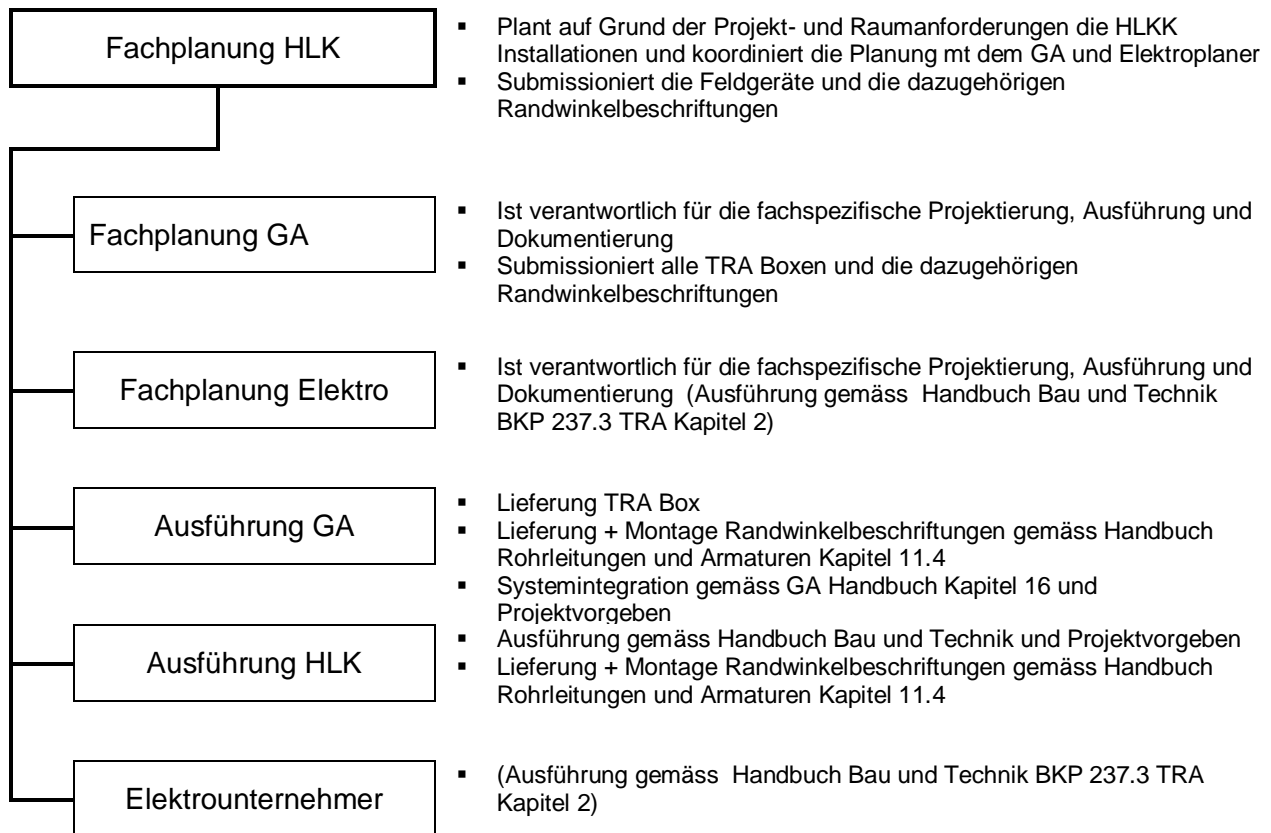 Fachplanung HLK
▪ Plant auf Grund der Projekt- und Raumanforderungen die HLKK
Installationen und koordiniert die Planung mt dem GA und Elektroplaner
▪ Submissioniert die Feldgeräte und die dazugehörigen
Randwinkelbeschriftungen
Fachplanung GA
▪ Ist verantwortlich für die fachspezifische Projektierung, Ausführung und
Dokumentierung
▪ Submissioniert alle TRA Boxen und die dazugehörigen
Randwinkelbeschriftungen
Fachplanung Elektro
▪ Ist verantwortlich für die fachspezifische Projektierung, Ausführung und
Dokumentierung (Ausführung gemäss Handbuch Bau und Technik
BKP 237.3 TRA Kapitel 2)
Ausführung GA
▪ Lieferung TRA Box
▪ Lieferung + Montage Randwinkelbeschriftungen gemäss Handbuch
Rohrleitungen und Armaturen Kapitel 11.4
▪ Systemintegration gemäss GA Handbuch Kapitel 16 und
Projektvorgeben
Ausführung HLK
▪ Ausführung gemäss Handbuch Bau und Technik und Projektvorgeben
▪ Lieferung + Montage Randwinkelbeschriftungen gemäss Handbuch
Rohrleitungen und Armaturen Kapitel 11.4
Elektrounternehmer
▪ (Ausführung gemäss Handbuch Bau und Technik BKP 237.3 TRA
Kapitel 2)